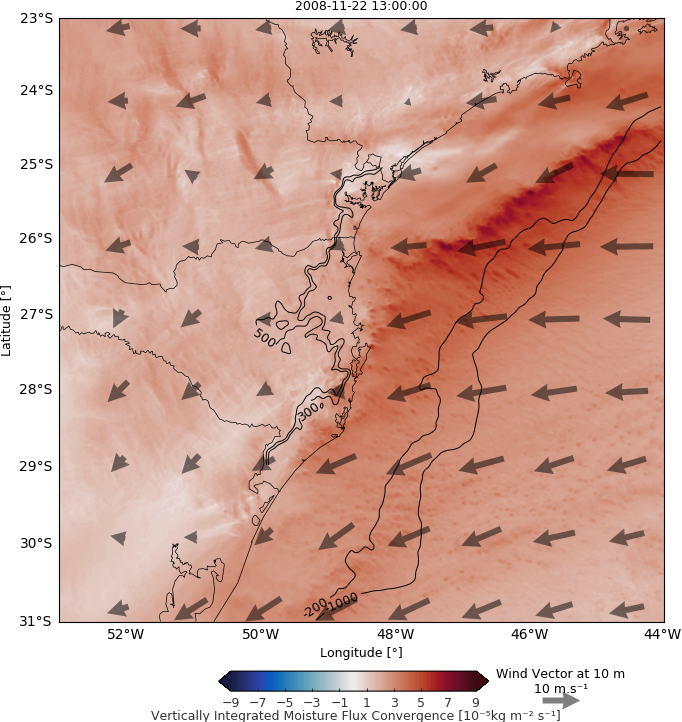 2008-11-22 13:00:00
23°S
24°S
25°S
26°S
27°S
28°S
29°S
30°S
31°S
Latitude [°]
500
300
-200
-1000
52°W 50°W 48°W 46°W 44°W
Longitude [°]
−9 −7 −5 −3 −1 1 3 5 7 9
Vertically Integrated Moisture Flux Convergence [10⁻⁵kg m⁻² s⁻¹]
Wind Vector at 10 m
10 m.s⁻¹